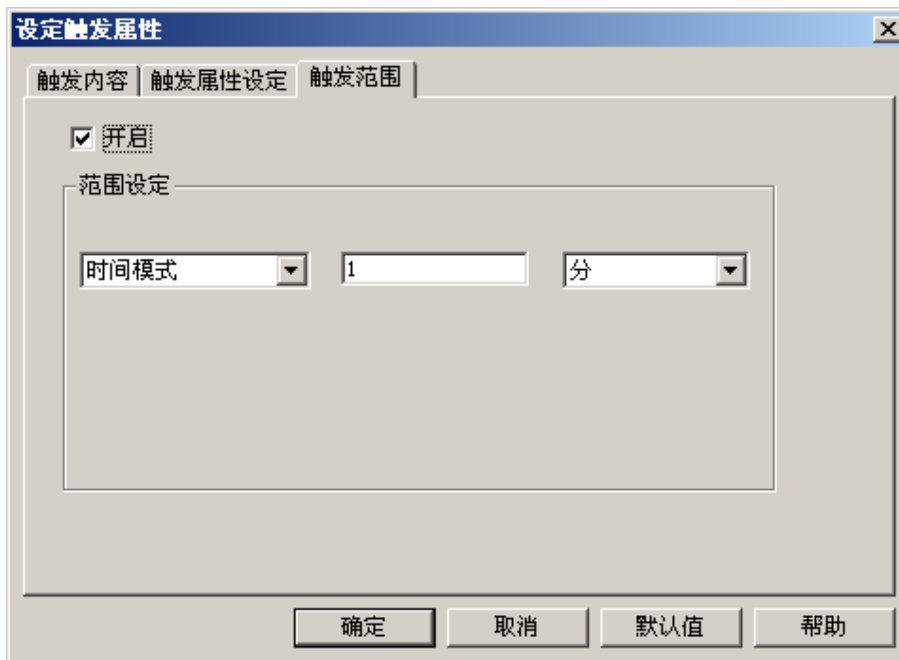 设定触发属性
触发内容 触发属性设定 触发范围
开启
范围设定
时间模式 1 分
确定 取消 默认值 帮助